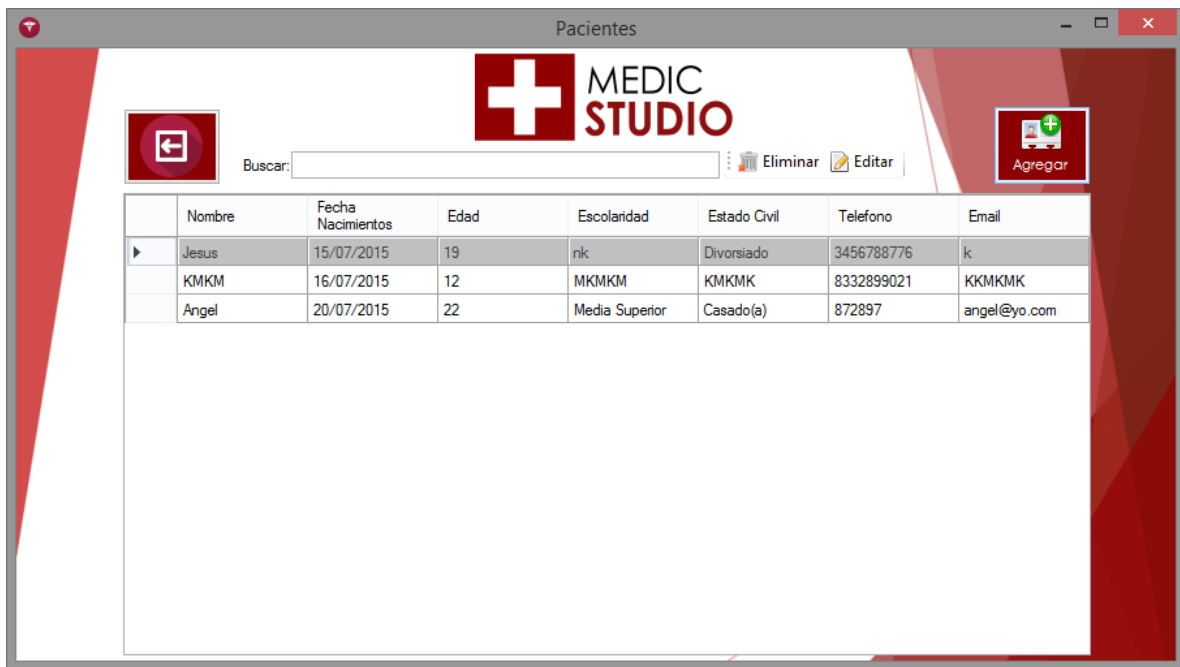 Pacientes
MEDIC
STUDIO
Buscar:
Eliminar
Editar
Agregar
Nombre Fecha Nacimientos Edad Escolaridad Estado Civil Telefono Email
Jesus 15/07/2015 19 nk Divorsiado 3456788776 k
KMKM 16/07/2015 12 MKMKM KMKMK 8332899021 KKMKMK
Angel 20/07/2015 22 Media Superior Casado(a) 872897 angel@yo.com